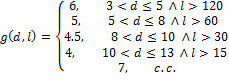 6, 3 < d ≤ 5 ∧ l > 120
5, 5 < d ≤ 8 ∧ l > 60
g(d, l) = { 4.5, 8 < d ≤ 10 ∧ l > 30
4, 10 < d ≤ 13 ∧ l > 15
7, c.c.